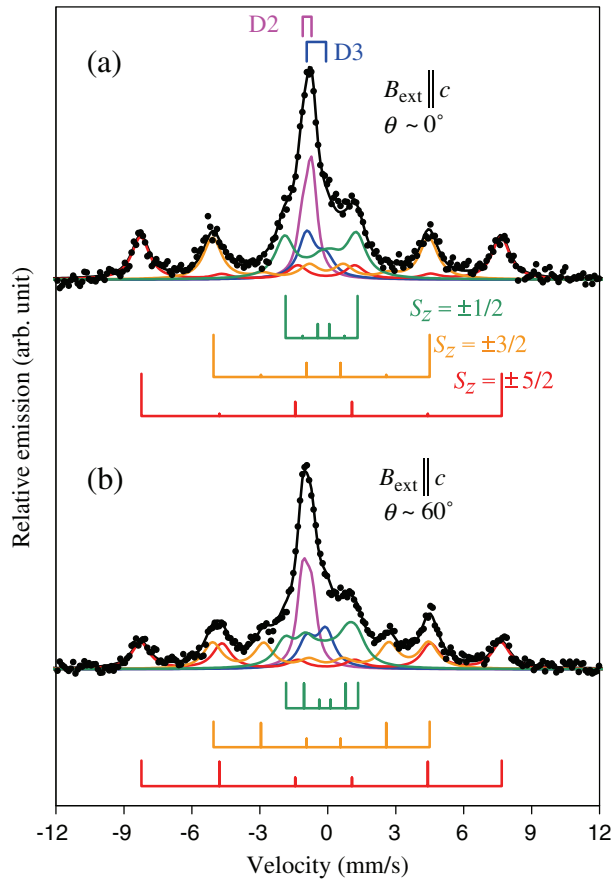 D2
D3
(a)
B_ext ∥ c
θ ~ 0°
S_Z = ±1/2
S_Z = ±3/2
S_Z = ±5/2
(b)
B_ext ∥ c
θ ~ 60°
Relative emission (arb. unit)
-12 -9 -6 -3 0 3 6 9 12
Velocity (mm/s)